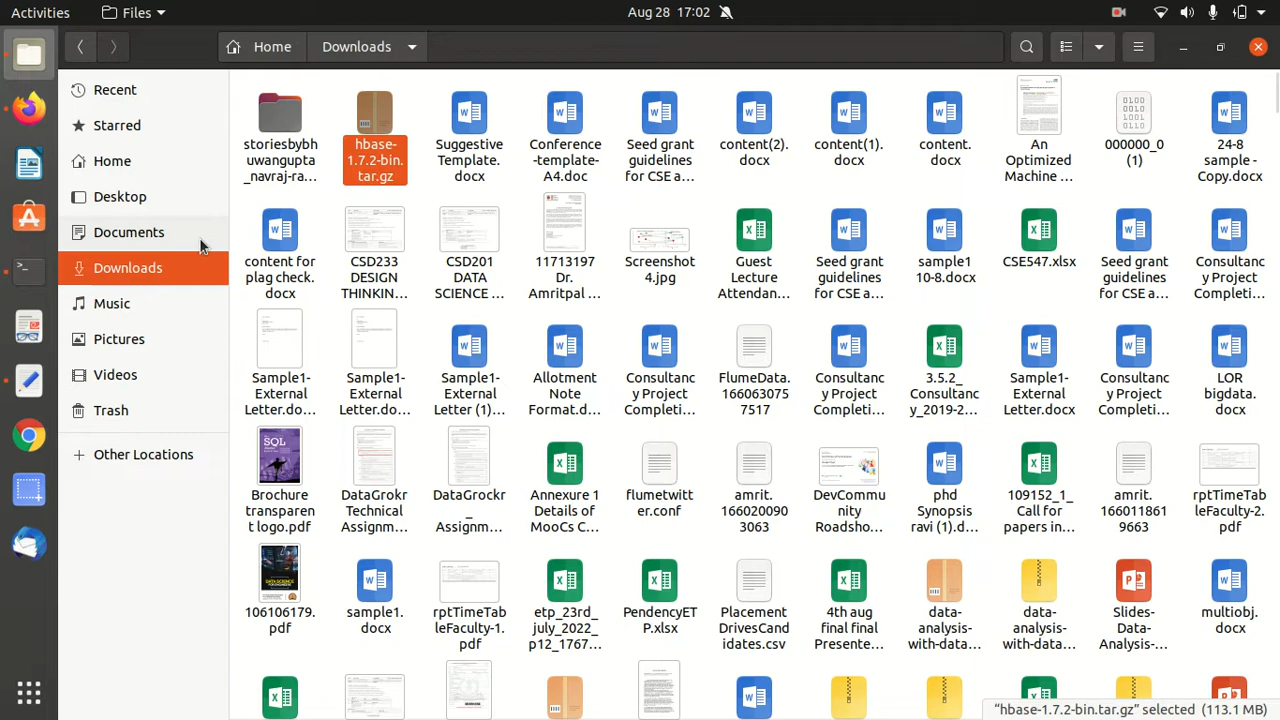 Activities
Files
Aug 28 17:02
Home
Downloads
Recent
Starred
Home
Desktop
Documents
Downloads
Music
Pictures
Videos
Trash
Other Locations
storiesbybh
uwangupta
_navraj-ra...
hbase-
1.7.2-bin.
tar.gz
Suggestive
Template.
docx
Conference
-template-
A4.doc
Seed grant
guidelines
for CSE a...
content(2).
docx
content(1).
docx
content.
docx
An
Optimized
Machine ...
000000_0
(1)
24-8
sample -
Copy.docx
content for
plag check.
docx
CSD233
DESIGN
THINKIN...
CSD201
DATA
SCIENCE ...
11713197
Dr.
Amritpal ...
Screenshot
4.jpg
Guest
Lecture
Attendan...
Seed grant
guidelines
for CSE a...
sample1
10-8.docx
CSE547.xlsx
Seed grant
guidelines
for CSE a...
Consultanc
y Project
Completi...
Sample1-
External
Letter.do...
Sample1-
External
Letter.do...
Sample1-
External
Letter (1)...
Allotment
Note
Format.d...
Consultanc
y Project
Completi...
FlumeData.
166063075
7517
Consultanc
y Project
Completi...
3.5.2_
Consultanc
y_2019-2...
Sample1-
External
Letter.docx
Consultanc
y Project
Completi...
LOR
bigdata.
docx
SQL
Brochure
transparen
t logo.pdf
DataGrokr
Technical
Assignm...
DataGrockr
_
Assignm...
Annexure 1
Details of
MooCs C...
flumetwitt
er.conf
amrit.
166020090
3063
DevCommu
nity
Roadsho...
phd
Synopsis
ravi (1).d...
109152_1_
Call for
papers in...
amrit.
166011861
9663
rptTimeTab
leFaculty-2.
pdf
106106179.
pdf
sample1.
docx
rptTimeTab
leFaculty-1.
pdf
etp_23rd_
july_2022_
p12_1767...
PendencyET
P.xlsx
Placement
DrivesCand
idates.csv
4th aug
final final
Presente...
data-
analysis-
with-data...
data-
analysis-
with-data...
Slides-
Data-
Analysis-...
multiobj.
docx
"hbase-1.7.2-bin.tar.gz" selected (111.1 MB)